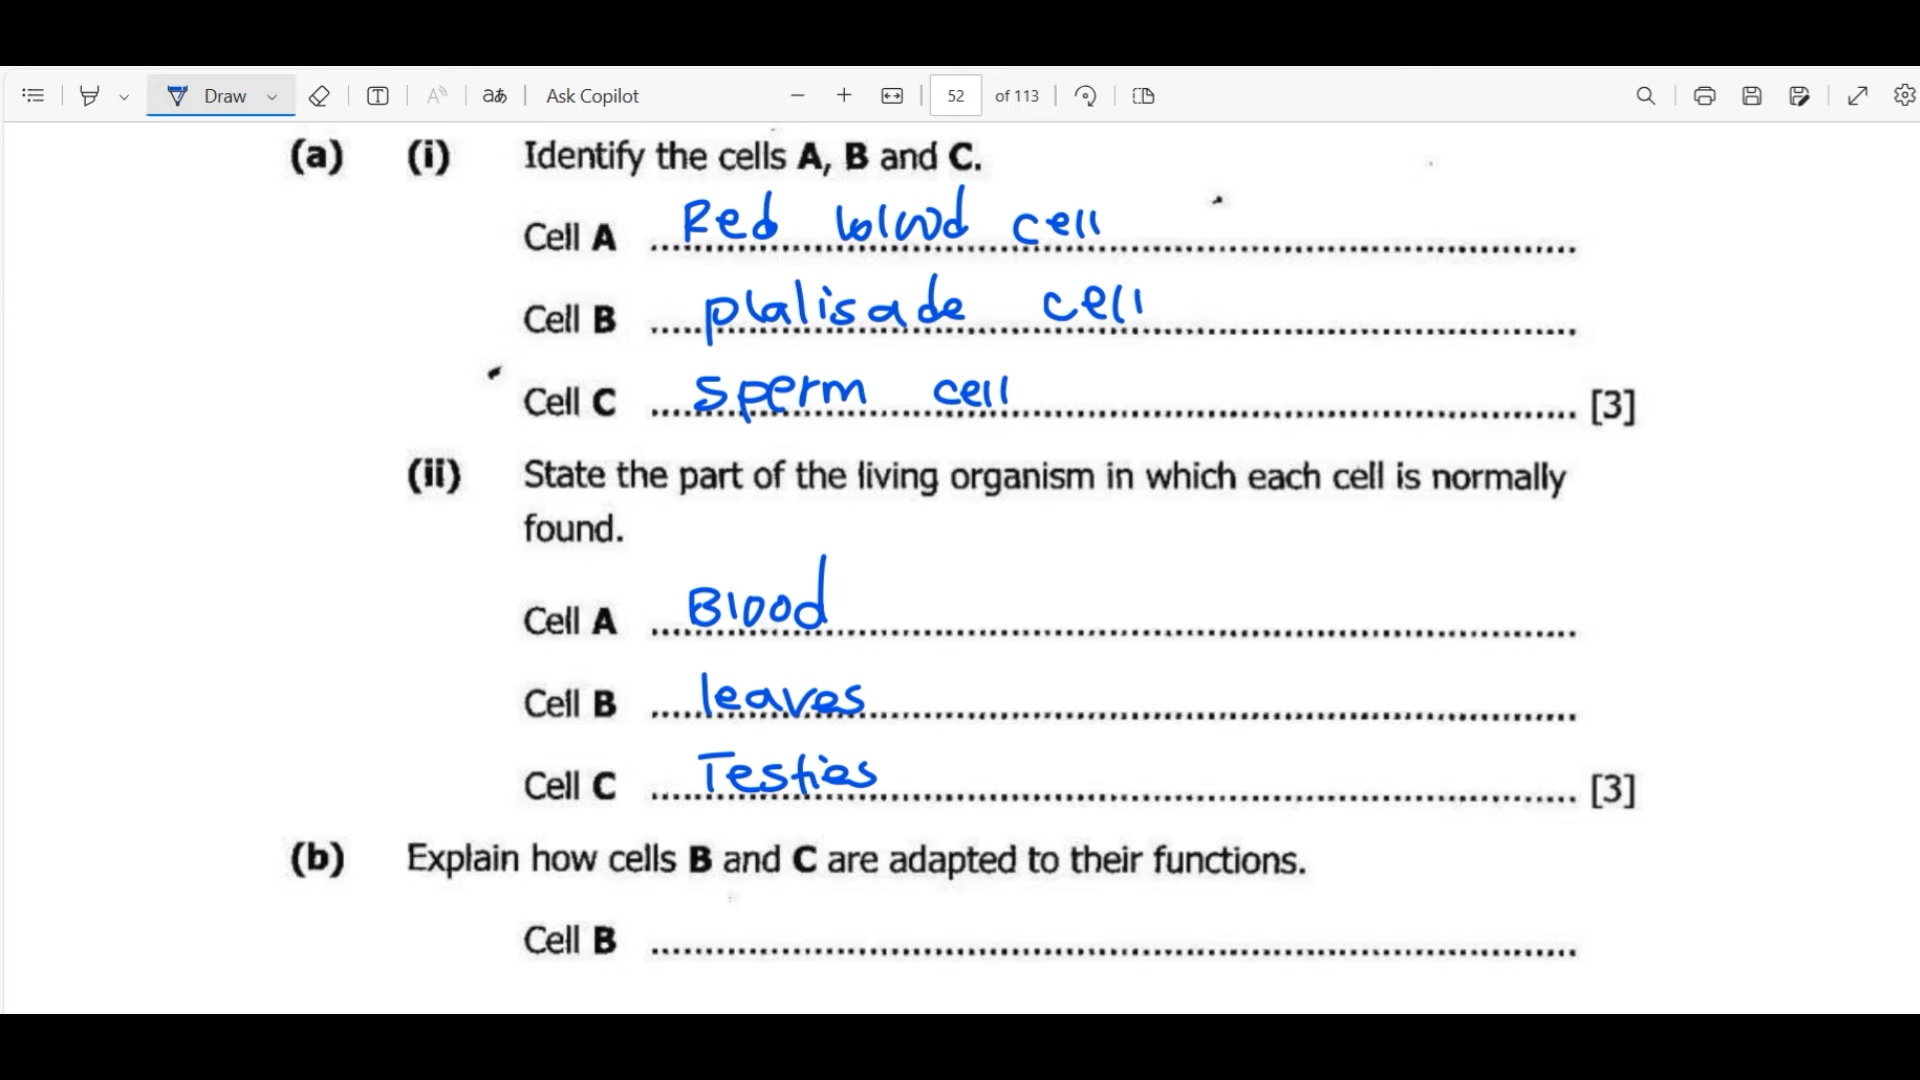 Draw
Ask Copilot
52 of 113
(a) (i) Identify the cells A, B and C.
Cell A Red blood cell
Cell B plalisade cell
Cell C sperm cell [3]
(ii) State the part of the living organism in which each cell is normally
found.
Cell A Blood
Cell B leaves
Cell C Testies [3]
(b) Explain how cells B and C are adapted to their functions.
Cell B